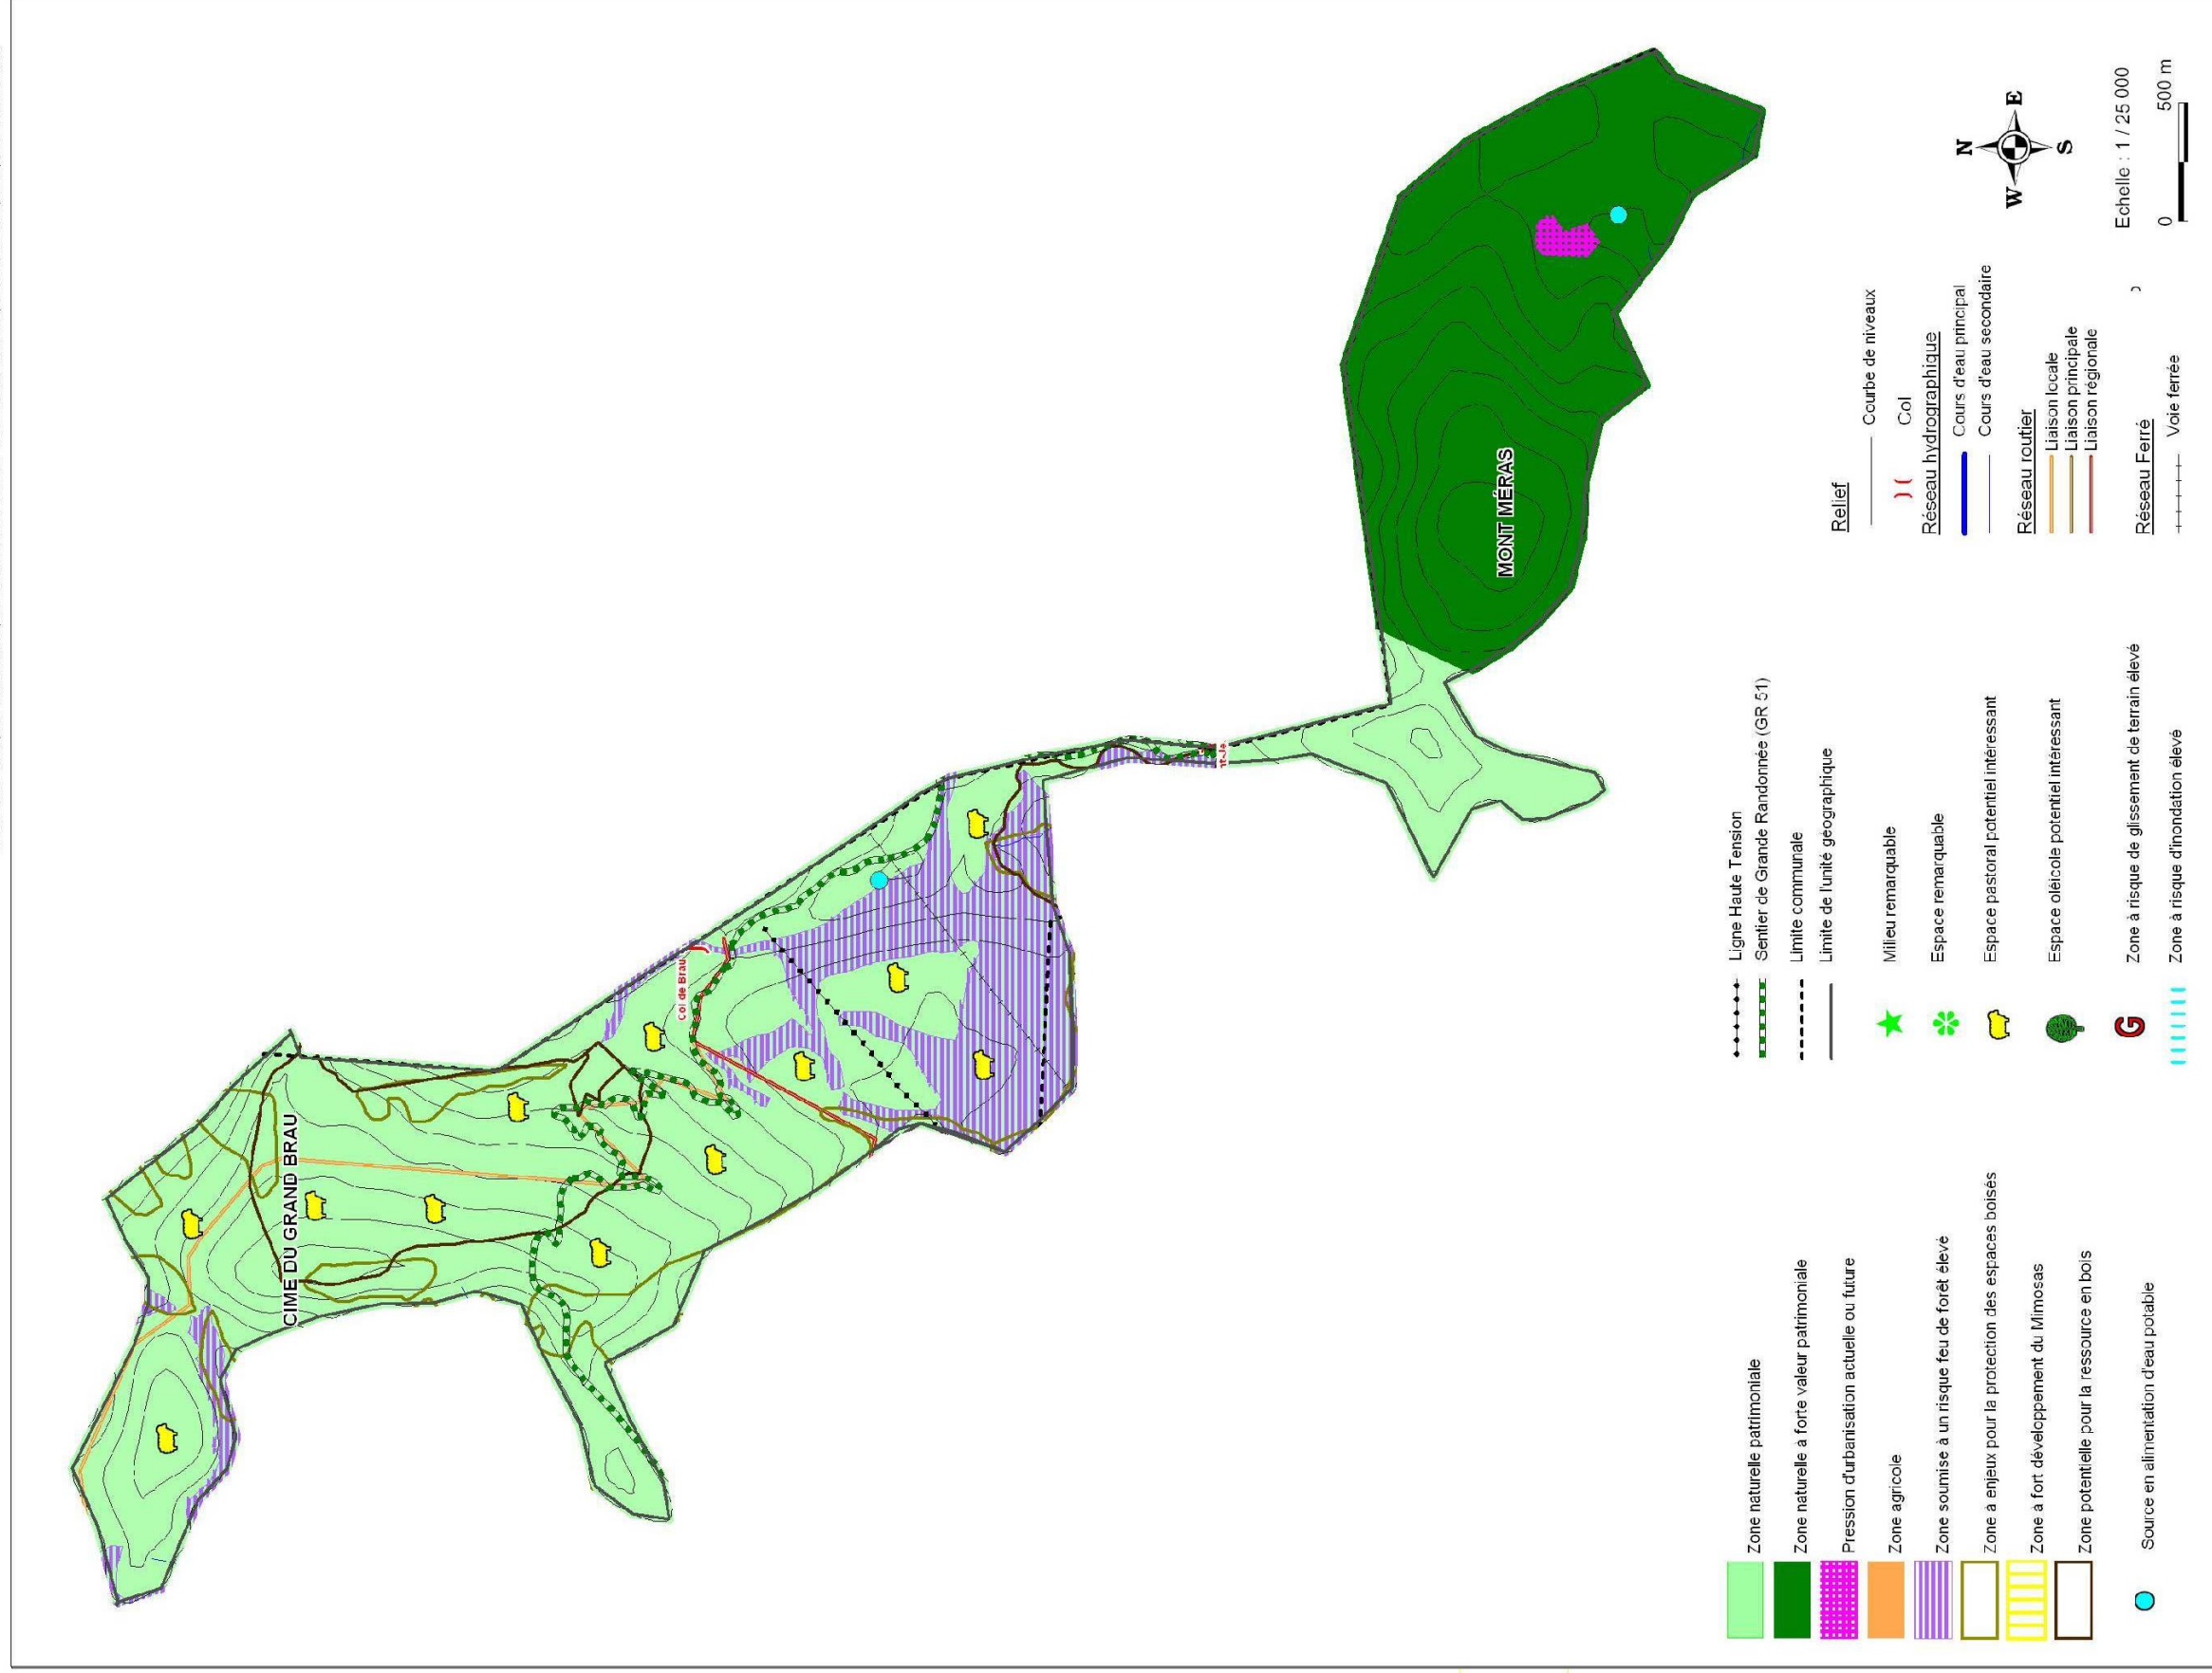 CIME DU GRAND BRAU
Col de Brau
nt-Je
MONT MÉRAS
Zone naturelle patrimoniale
Zone naturelle à forte valeur patrimoniale
Pression d'urbanisation actuelle ou future
Zone agricole
Zone soumise à un risque feu de forêt élevé
Zone à enjeux pour la protection des espaces boisés
Zone à fort développement du Mimosas
Zone potentielle pour la ressource en bois
Source en alimentation d'eau potable
Ligne Haute Tension
Sentier de Grande Randonnée (GR 51)
Limite communale
Limite de l'unité géographique
Milieu remarquable
Espace remarquable
Espace pastoral potentiel intéressant
Espace oléicole potentiel intéressant
G Zone à risque de glissement de terrain élevé
Zone à risque d'inondation élevé
Relief
Courbe de niveaux
)( Col
Réseau hydrographique
Cours d'eau principal
Cours d'eau secondaire
Réseau routier
Liaison locale
Liaison principale
Liaison régionale
Réseau Ferré
Voie ferrée
N
W E
S
Echelle : 1 / 25 000
0 500 m